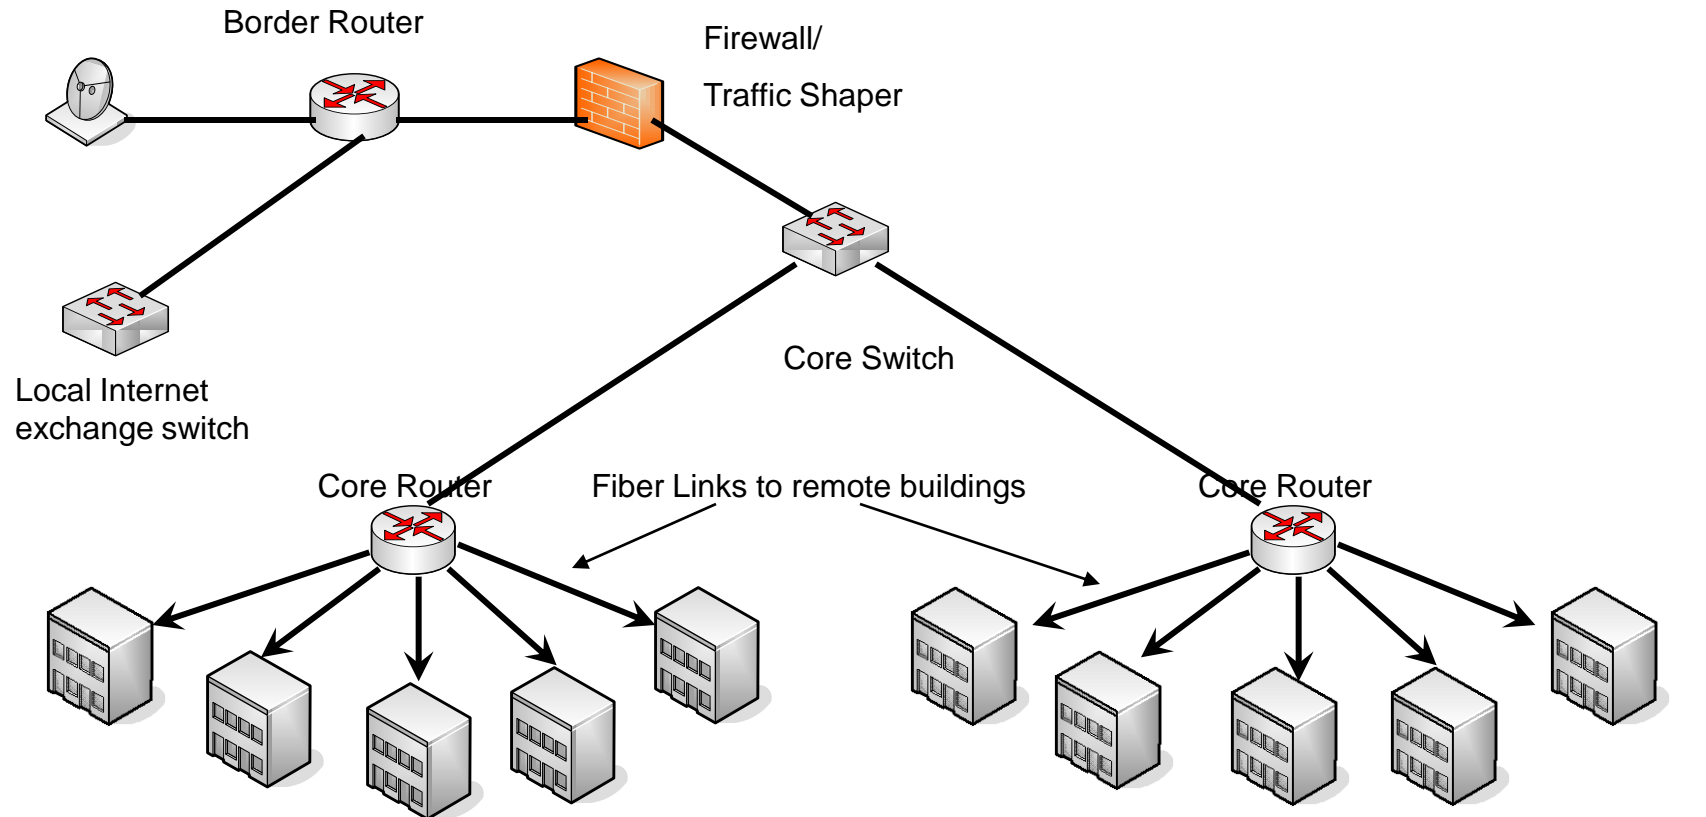 Border Router
Firewall/
Traffic Shaper
Core Switch
Local Internet
exchange switch
Core Router
Fiber Links to remote buildings
Core Router